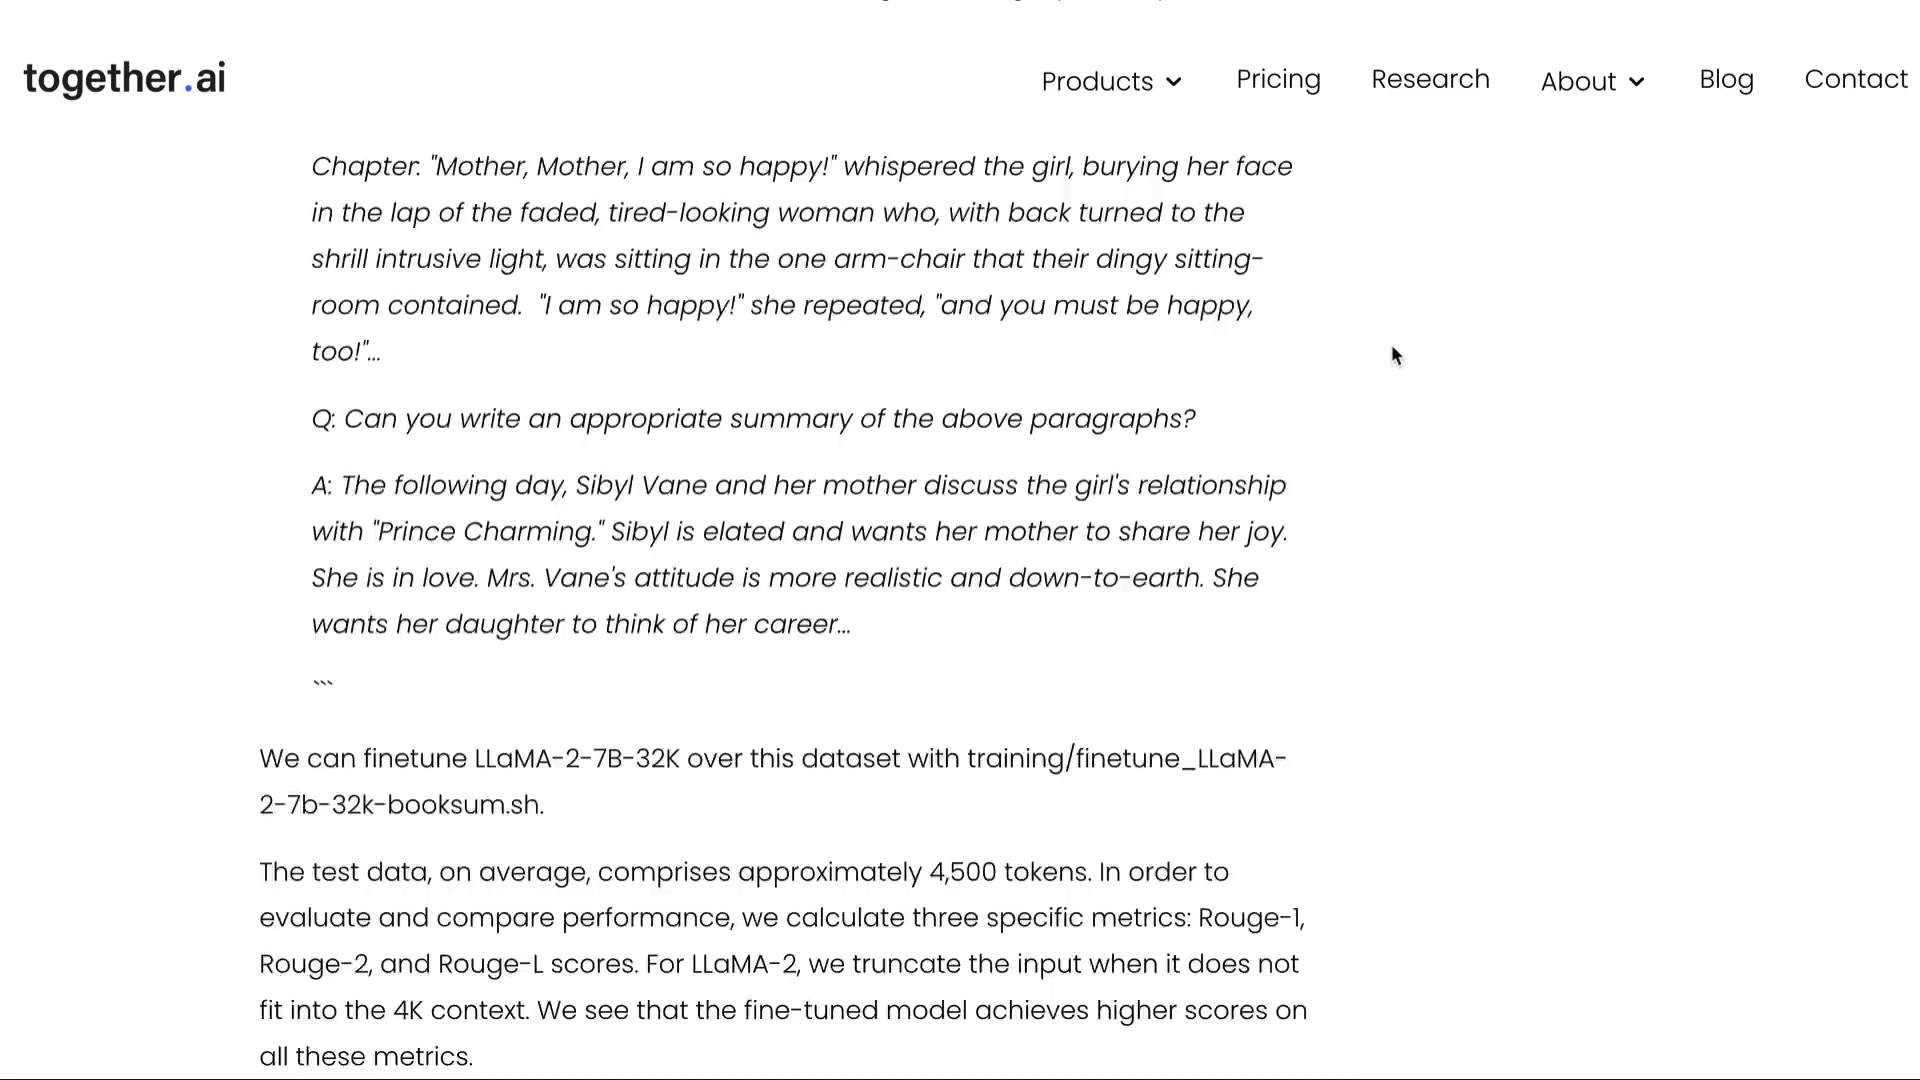 together.ai
Products
Pricing
Research
About
Blog
Contact
Chapter: "Mother, Mother, I am so happy!" whispered the girl, burying her face
in the lap of the faded, tired-looking woman who, with back turned to the
shrill intrusive light, was sitting in the one arm-chair that their dingy sitting-
room contained.  "I am so happy!" she repeated, "and you must be happy,
too!"...
Q: Can you write an appropriate summary of the above paragraphs?
A: The following day, Sibyl Vane and her mother discuss the girl's relationship
with "Prince Charming." Sibyl is elated and wants her mother to share her joy.
She is in love. Mrs. Vane's attitude is more realistic and down-to-earth. She
wants her daughter to think of her career...
```
We can finetune LLaMA-2-7B-32K over this dataset with training/finetune_LLaMA-
2-7b-32k-booksum.sh.
The test data, on average, comprises approximately 4,500 tokens. In order to
evaluate and compare performance, we calculate three specific metrics: Rouge-1,
Rouge-2, and Rouge-L scores. For LLaMA-2, we truncate the input when it does not
fit into the 4K context. We see that the fine-tuned model achieves higher scores on
all these metrics.